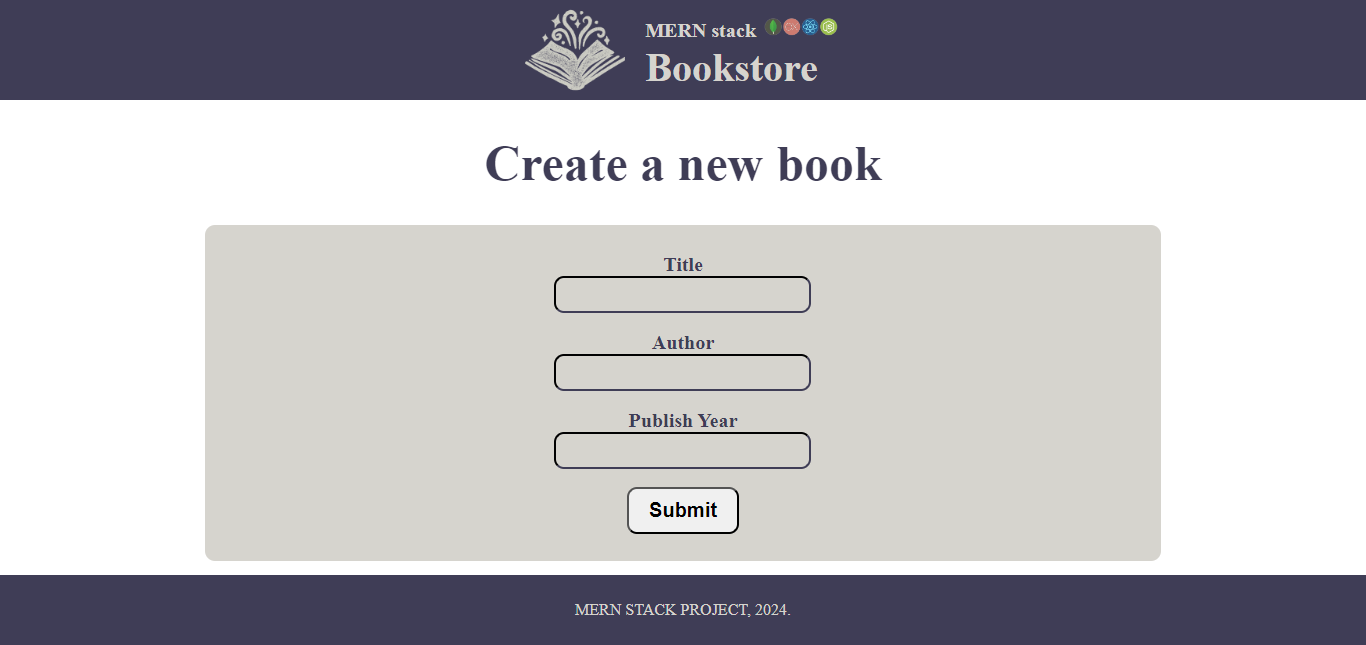 MERN stack
Bookstore
Create a new book
Title
Author
Publish Year
Submit
MERN STACK PROJECT, 2024.